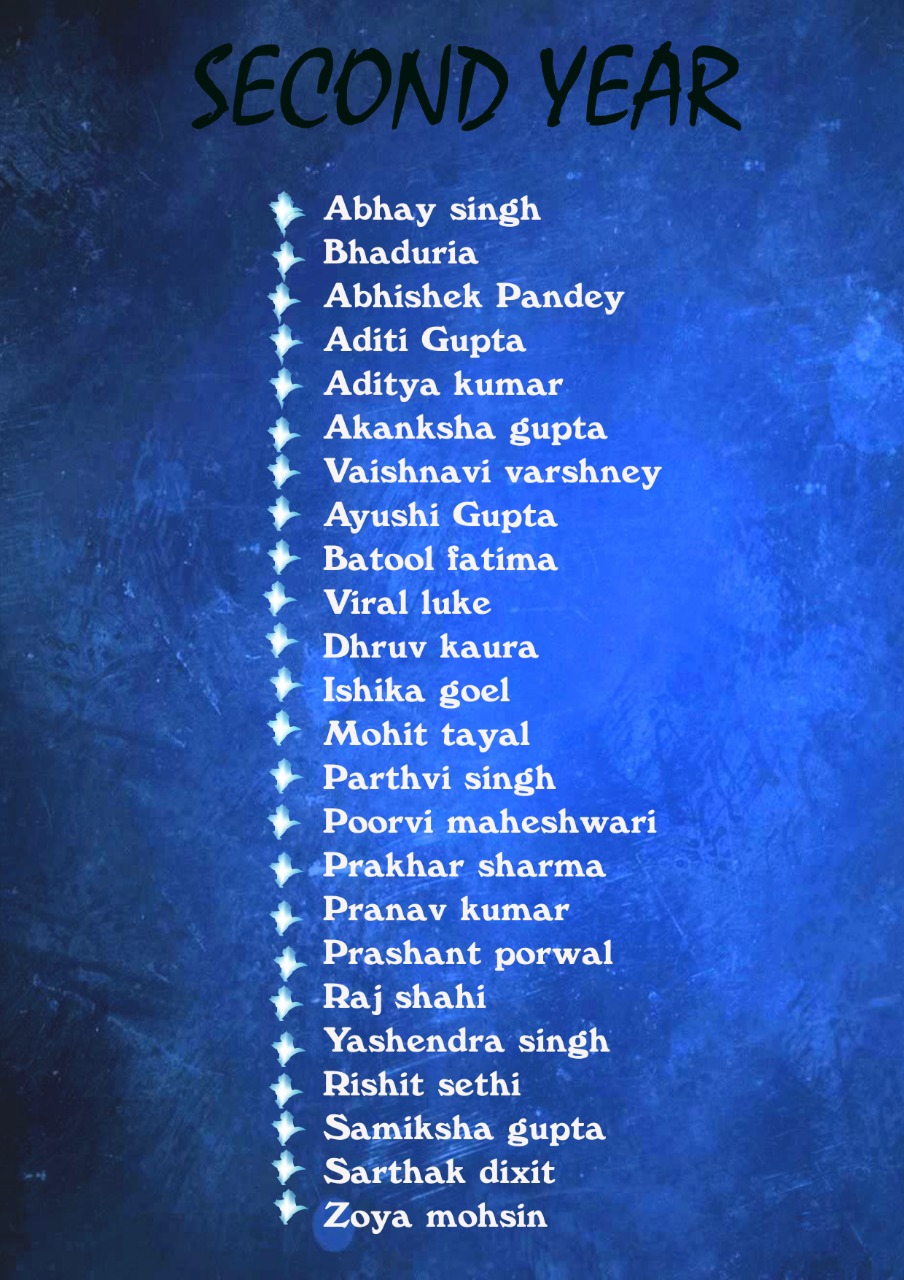 SECOND YEAR
Abhay singh
Bhaduria
Abhishek Pandey
Aditi Gupta
Aditya kumar
Akanksha gupta
Vaishnavi varshney
Ayushi Gupta
Batool fatima
Viral luke
Dhruv kaura
Ishika goel
Mohit tayal
Parthvi singh
Poorvi maheshwari
Prakhar sharma
Pranav kumar
Prashant porwal
Raj shahi
Yashendra singh
Rishit sethi
Samiksha gupta
Sarthak dixit
Zoya mohsin